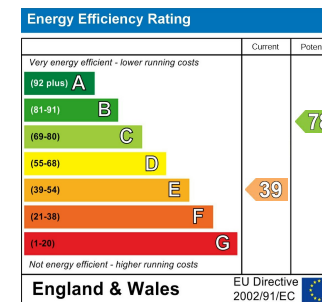 Energy Efficiency Rating
Current
Very energy efficient - lower running costs
(92 plus) A
(81-91) B
(69-80) C
(55-68) D
(39-54) E 39
(21-38) F
(1-20) G
Not energy efficient - higher running costs
England & Wales
EU Directive
2002/91/EC